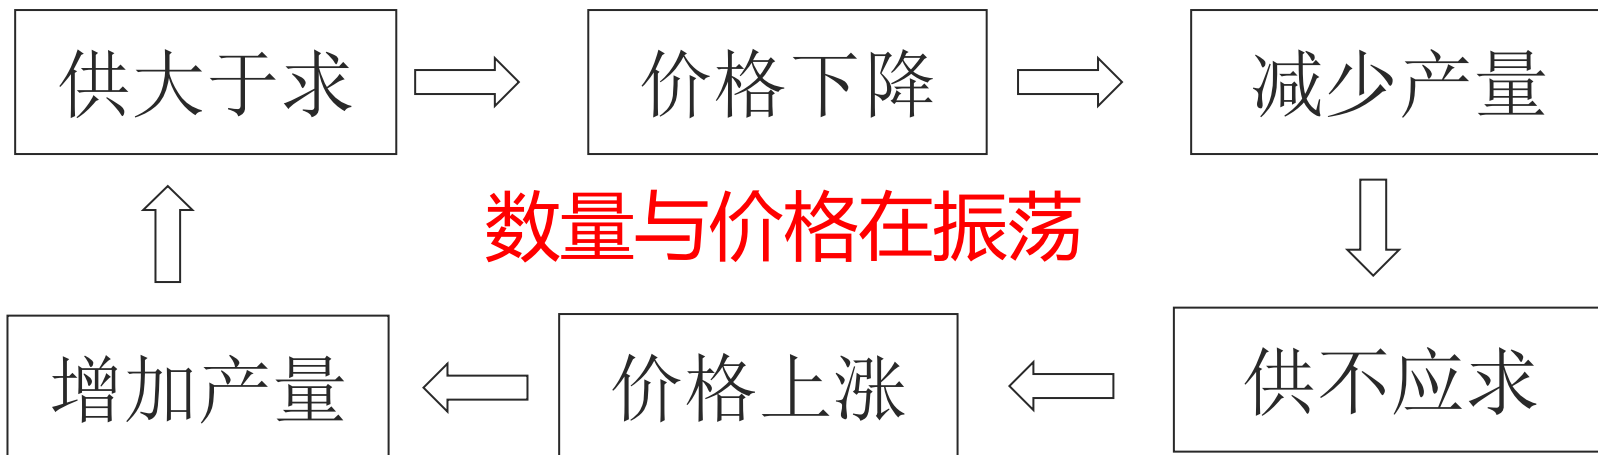 供大于求
价格下降
减少产量
数量与价格在振荡
增加产量
价格上涨
供不应求